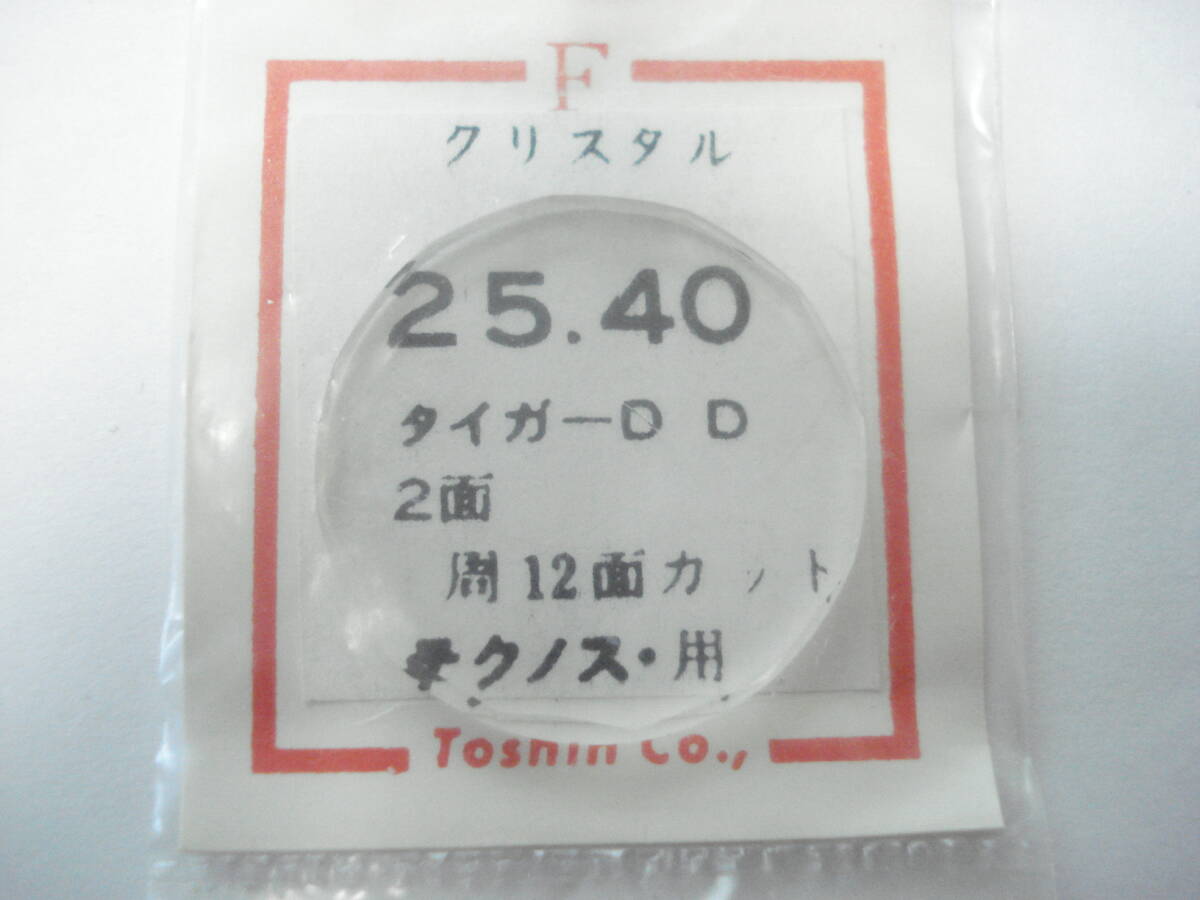 F
クリスタル
25.40
タイガーD D
2面
周12面カット
テクノス・用
Toshin Co.,